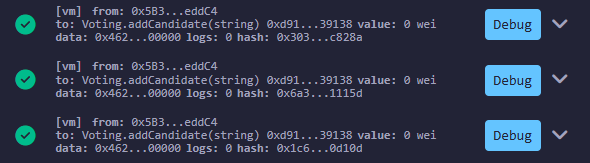 [vm] from: 0x5B3...eddC4
to: Voting.addCandidate(string) 0xd91...39138 value: 0 wei
data: 0x462...00000 logs: 0 hash: 0x303...c828a
Debug
[vm] from: 0x5B3...eddC4
to: Voting.addCandidate(string) 0xd91...39138 value: 0 wei
data: 0x462...00000 logs: 0 hash: 0x6a3...1115d
Debug
[vm] from: 0x5B3...eddC4
to: Voting.addCandidate(string) 0xd91...39138 value: 0 wei
data: 0x462...00000 logs: 0 hash: 0x1c6...0d10d
Debug